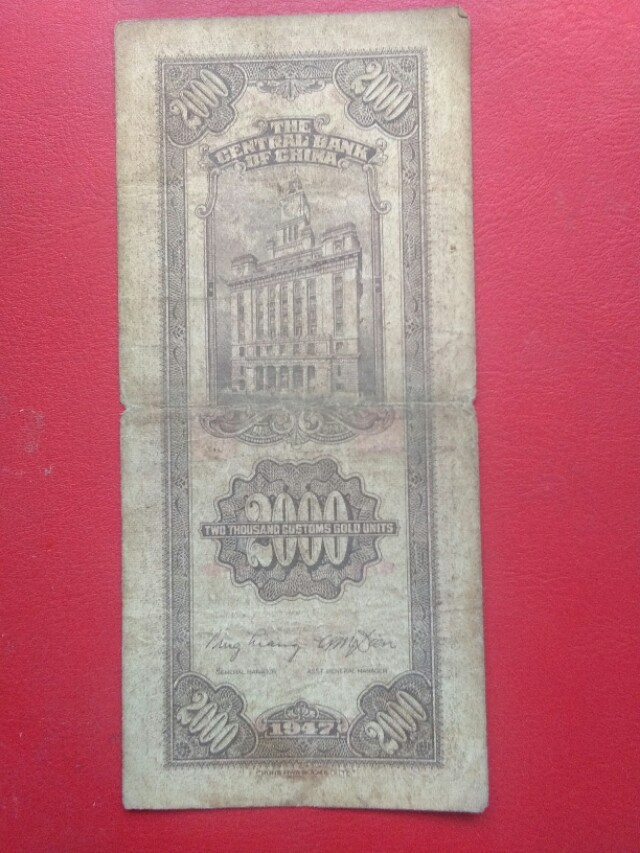 2000 2000
THE
CENTRAL BANK
OF CHINA
2000
TWO THOUSAND CUSTOMS GOLD UNITS
GENERAL MANAGER ASST. GENERAL MANAGER
2000 1947 2000